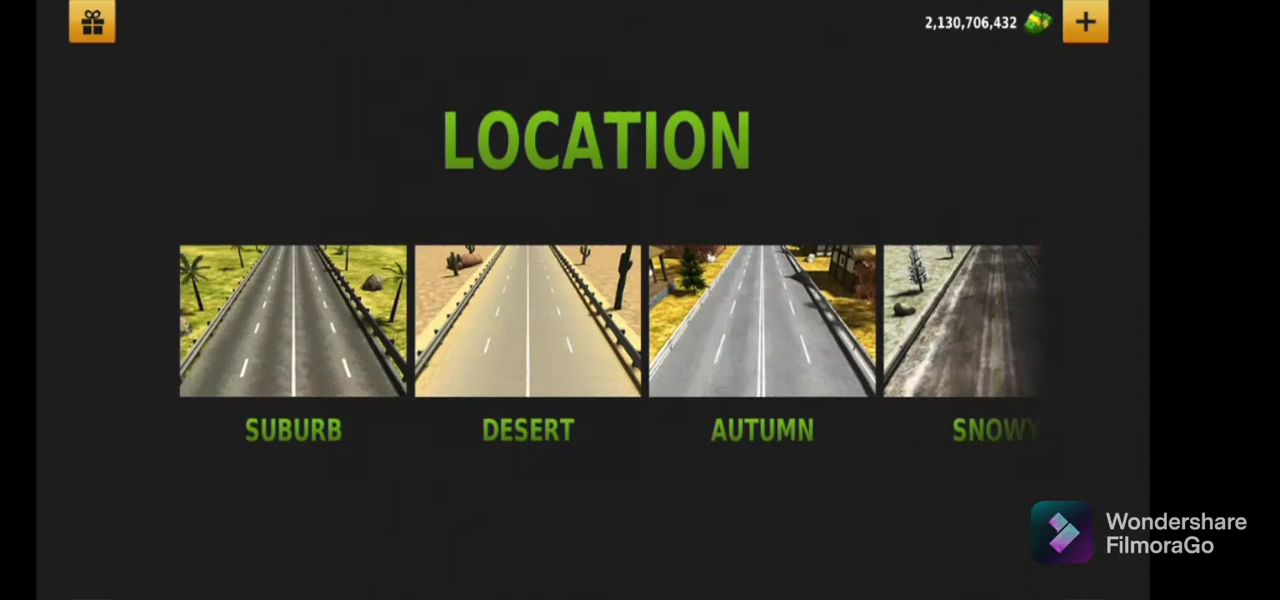 2,130,706,432
LOCATION
SUBURB
DESERT
AUTUMN
SNOWY
Wondershare
FilmoraGo